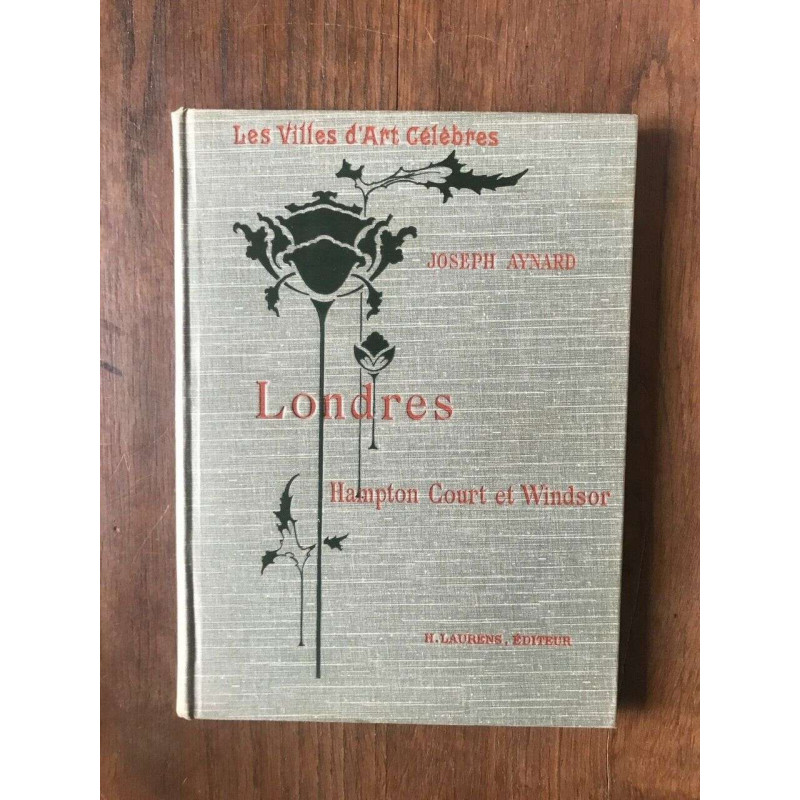 Les Villes d'Art Célèbres
JOSEPH AYNARD
Londres
Hampton Court et Windsor
H. LAURENS, ÉDITEUR